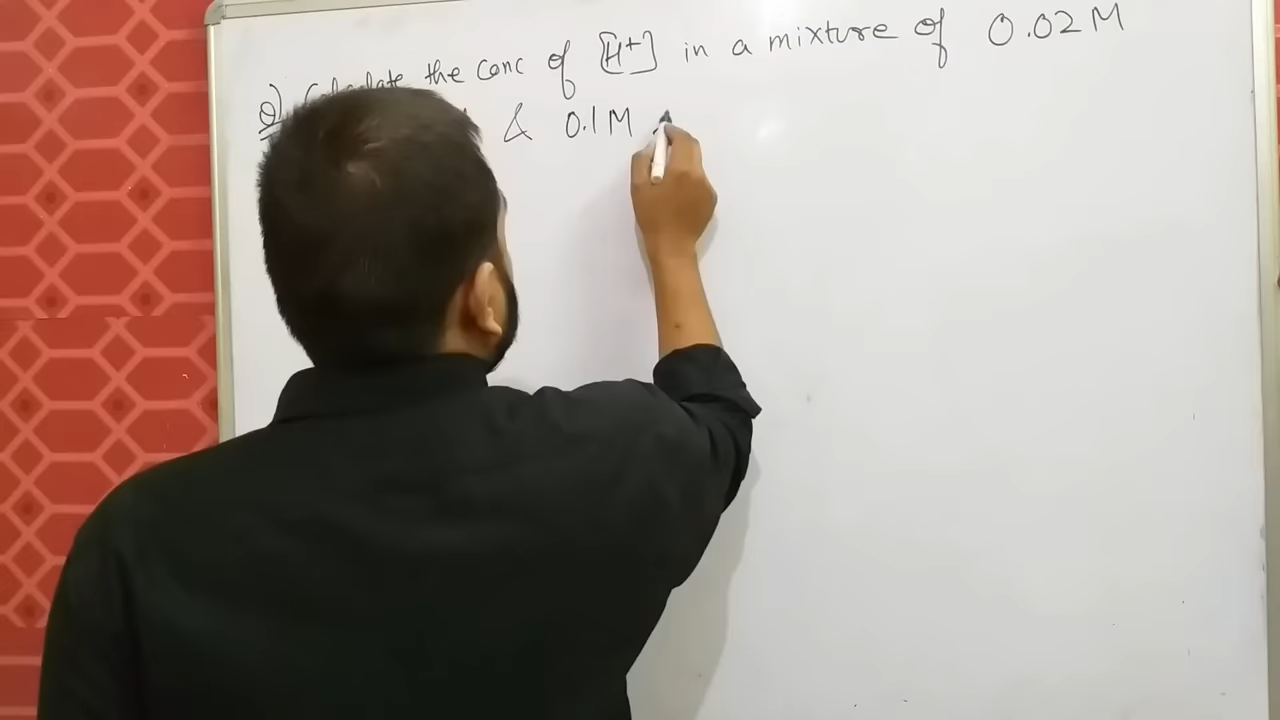 Q) Calculate the conc of [H+] in a mixture of 0.02M
& 0.1M